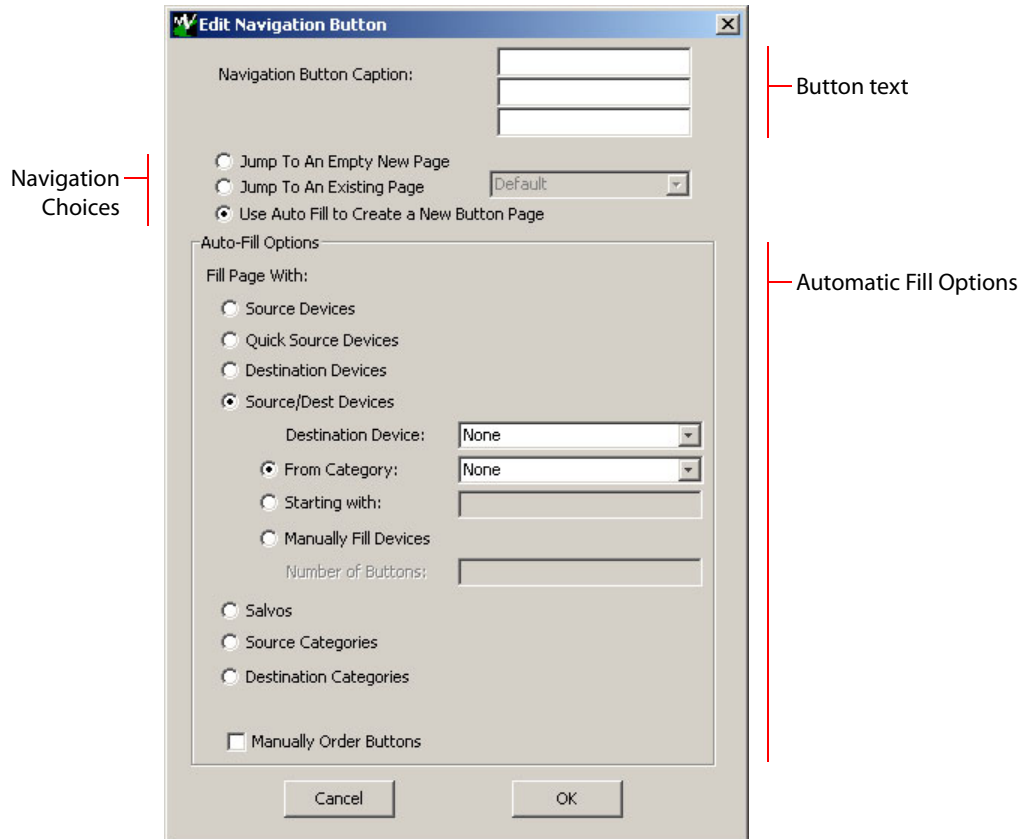 Edit Navigation Button
Navigation Button Caption:
Button text
Navigation
Choices
Jump To An Empty New Page
Jump To An Existing Page Default
Use Auto Fill to Create a New Button Page
Auto-Fill Options
Automatic Fill Options
Fill Page With:
Source Devices
Quick Source Devices
Destination Devices
Source/Dest Devices
Destination Device: None
From Category: None
Starting with:
Manually Fill Devices
Number of Buttons:
Salvos
Source Categories
Destination Categories
Manually Order Buttons
Cancel OK